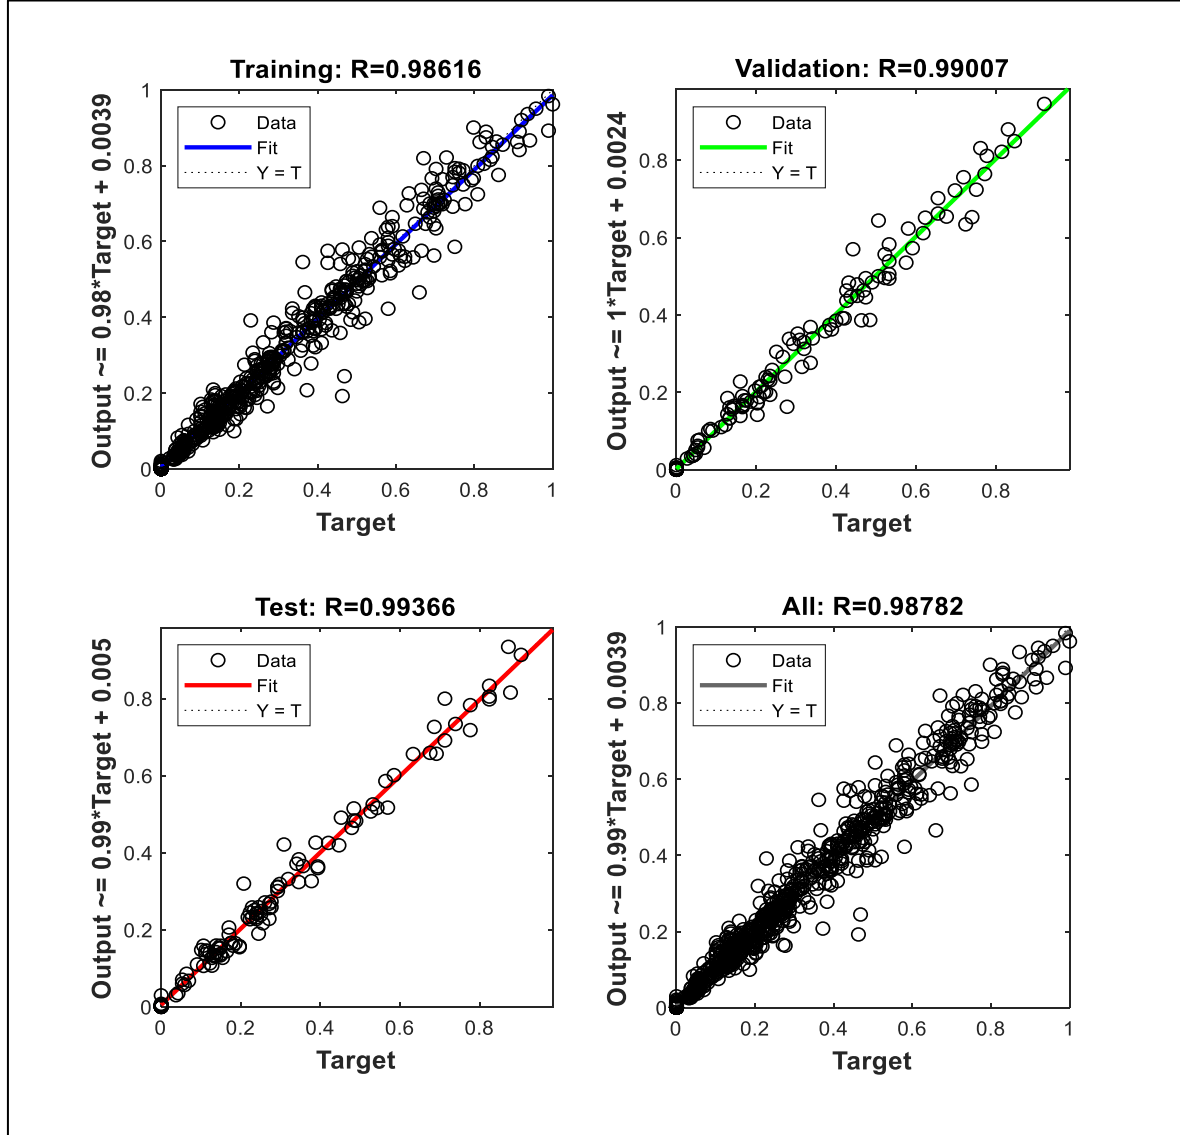 Training: R=0.98616
Output ~= 0.98*Target + 0.0039
1
0.8
0.6
0.4
0.2
0
Data
Fit
Y = T
0 0.2 0.4 0.6 0.8 1
Target
Validation: R=0.99007
Output ~= 1*Target + 0.0024
0.8
0.6
0.4
0.2
0
Data
Fit
Y = T
0 0.2 0.4 0.6 0.8
Target
Test: R=0.99366
Output ~= 0.99*Target + 0.005
0.8
0.6
0.4
0.2
0
Data
Fit
Y = T
0 0.2 0.4 0.6 0.8
Target
All: R=0.98782
Output ~= 0.99*Target + 0.0039
1
0.8
0.6
0.4
0.2
0
Data
Fit
Y = T
0 0.2 0.4 0.6 0.8 1
Target